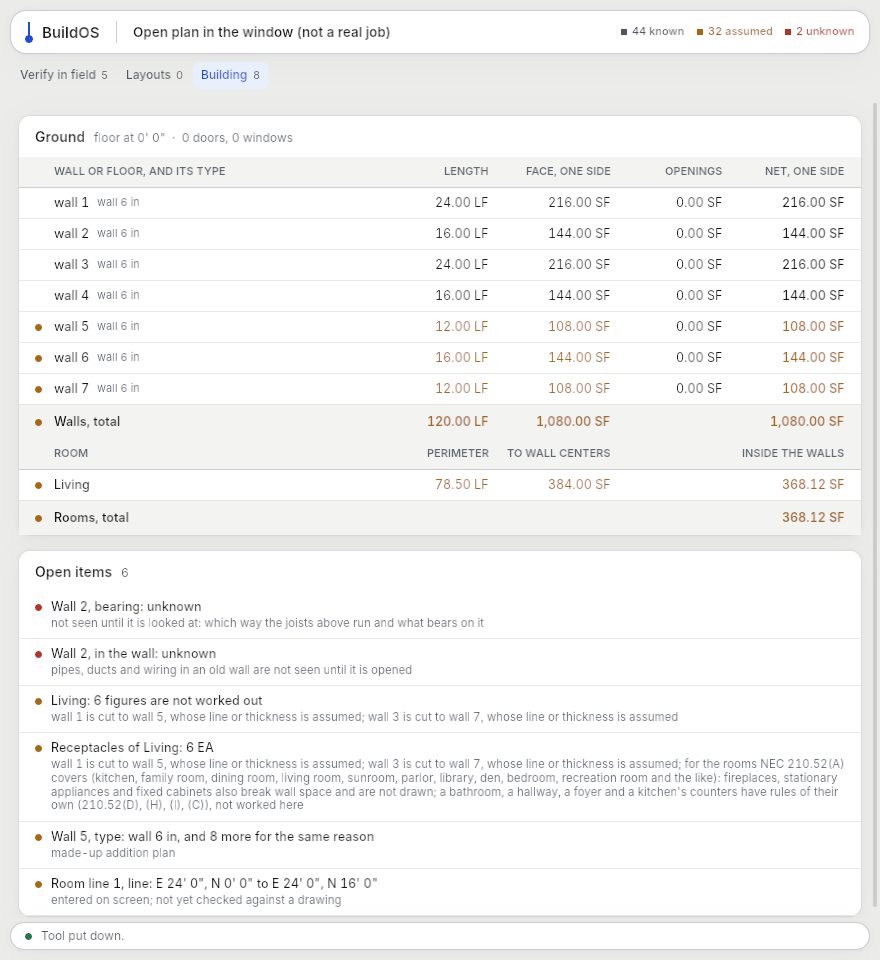 BuildOS
Open plan in the window (not a real job)
44 known
32 assumed
2 unknown
Verify in field 5
Layouts 0
Building 8
Ground floor at 0' 0" · 0 doors, 0 windows
WALL OR FLOOR, AND ITS TYPE LENGTH FACE, ONE SIDE OPENINGS NET, ONE SIDE
wall 1 wall 6 in 24.00 LF 216.00 SF 0.00 SF 216.00 SF
wall 2 wall 6 in 16.00 LF 144.00 SF 0.00 SF 144.00 SF
wall 3 wall 6 in 24.00 LF 216.00 SF 0.00 SF 216.00 SF
wall 4 wall 6 in 16.00 LF 144.00 SF 0.00 SF 144.00 SF
wall 5 wall 6 in 12.00 LF 108.00 SF 0.00 SF 108.00 SF
wall 6 wall 6 in 16.00 LF 144.00 SF 0.00 SF 144.00 SF
wall 7 wall 6 in 12.00 LF 108.00 SF 0.00 SF 108.00 SF
Walls, total 120.00 LF 1,080.00 SF 1,080.00 SF
ROOM PERIMETER TO WALL CENTERS INSIDE THE WALLS
Living 78.50 LF 384.00 SF 368.12 SF
Rooms, total 368.12 SF
Open items 6
Wall 2, bearing: unknown
not seen until it is looked at: which way the joists above run and what bears on it
Wall 2, in the wall: unknown
pipes, ducts and wiring in an old wall are not seen until it is opened
Living: 6 figures are not worked out
wall 1 is cut to wall 5, whose line or thickness is assumed; wall 3 is cut to wall 7, whose line or thickness is assumed
Receptacles of Living: 6 EA
wall 1 is cut to wall 5, whose line or thickness is assumed; wall 3 is cut to wall 7, whose line or thickness is assumed; for the rooms NEC 210.52(A)
covers (kitchen, family room, dining room, living room, sunroom, parlor, library, den, bedroom, recreation room and the like): fireplaces, stationary
appliances and fixed cabinets also break wall space and are not drawn; a bathroom, a hallway, a foyer and a kitchen's counters have rules of their
own (210.52(D), (H), (I), (C)), not worked here
Wall 5, type: wall 6 in, and 8 more for the same reason
made-up addition plan
Room line 1, line: E 24' 0", N 0' 0" to E 24' 0", N 16' 0"
entered on screen; not yet checked against a drawing
Tool put down.